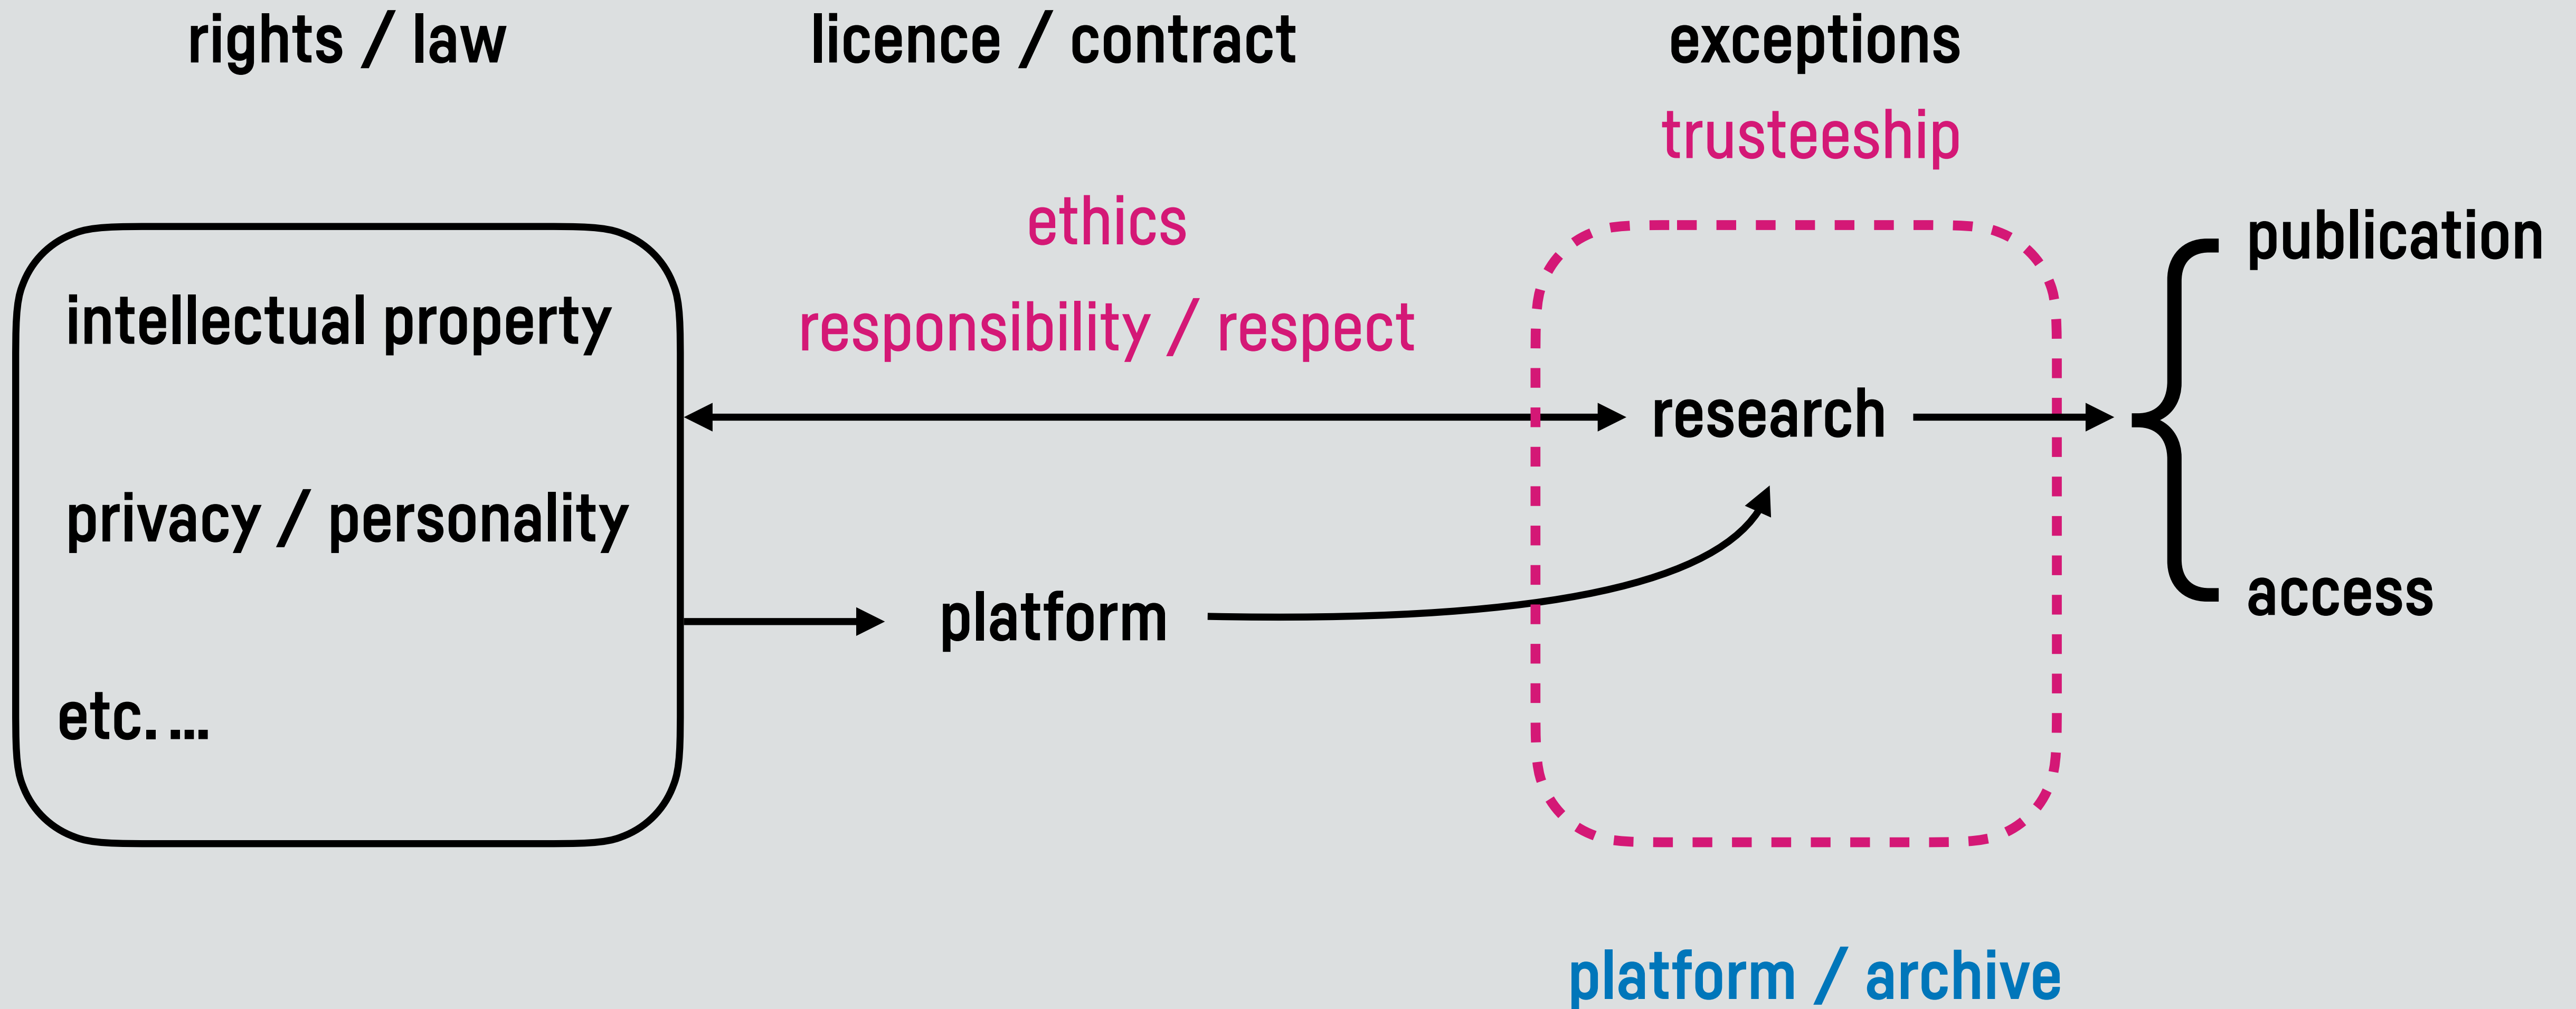 rights / law
licence / contract
exceptions
trusteeship
ethics
responsibility / respect
intellectual property
privacy / personality
etc. ...
platform
research
publication
access
platform / archive